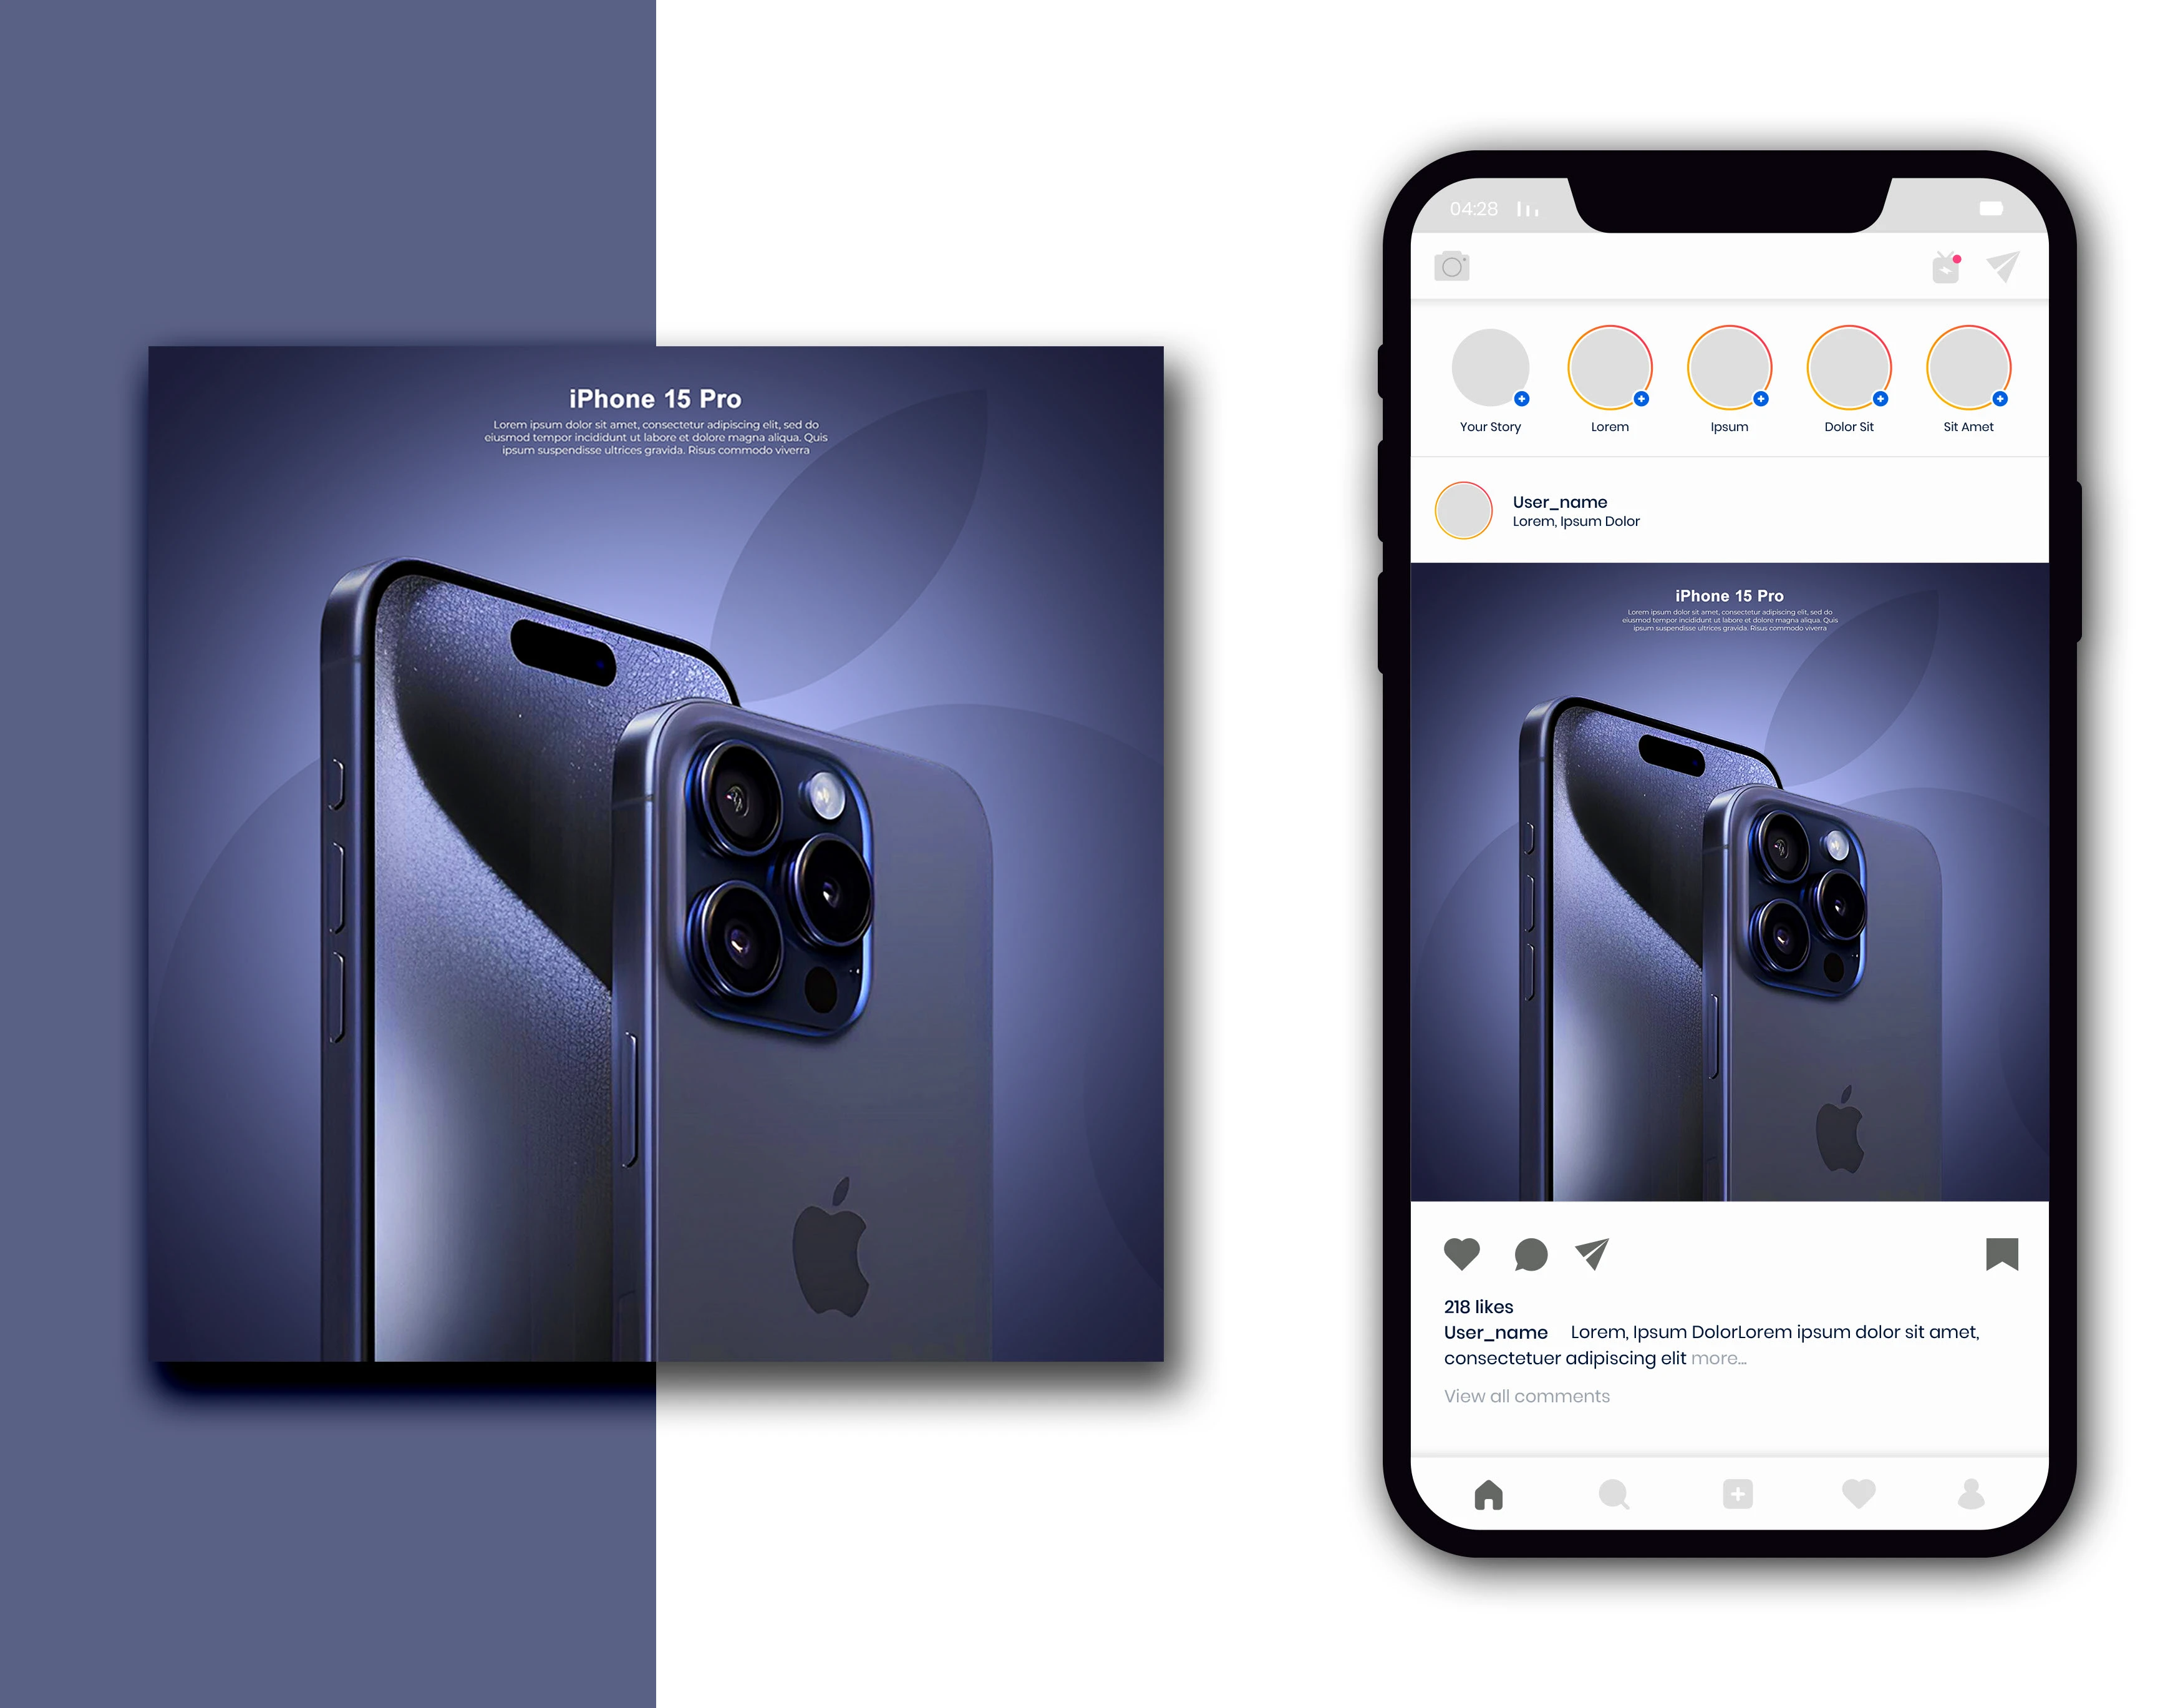 iPhone 15 Pro
Lorem ipsum dolor sit amet, consectetur adipiscing elit, sed do
eiusmod tempor incididunt ut labore et dolore magna aliqua. Quis
ipsum suspendisse ultrices gravida. Risus commodo viverra
04:28
Your Story
Lorem
Ipsum
Dolor Sit
Sit Amet
User_name
Lorem, Ipsum Dolor
iPhone 15 Pro
Lorem ipsum dolor sit amet, consectetur adipiscing elit, sed do
eiusmod tempor incididunt ut labore et dolore magna aliqua. Quis
ipsum suspendisse ultrices gravida. Risus commodo viverra
218 likes
User_name Lorem, Ipsum DolorLorem ipsum dolor sit amet,
consectetuer adipiscing elit more...
View all comments